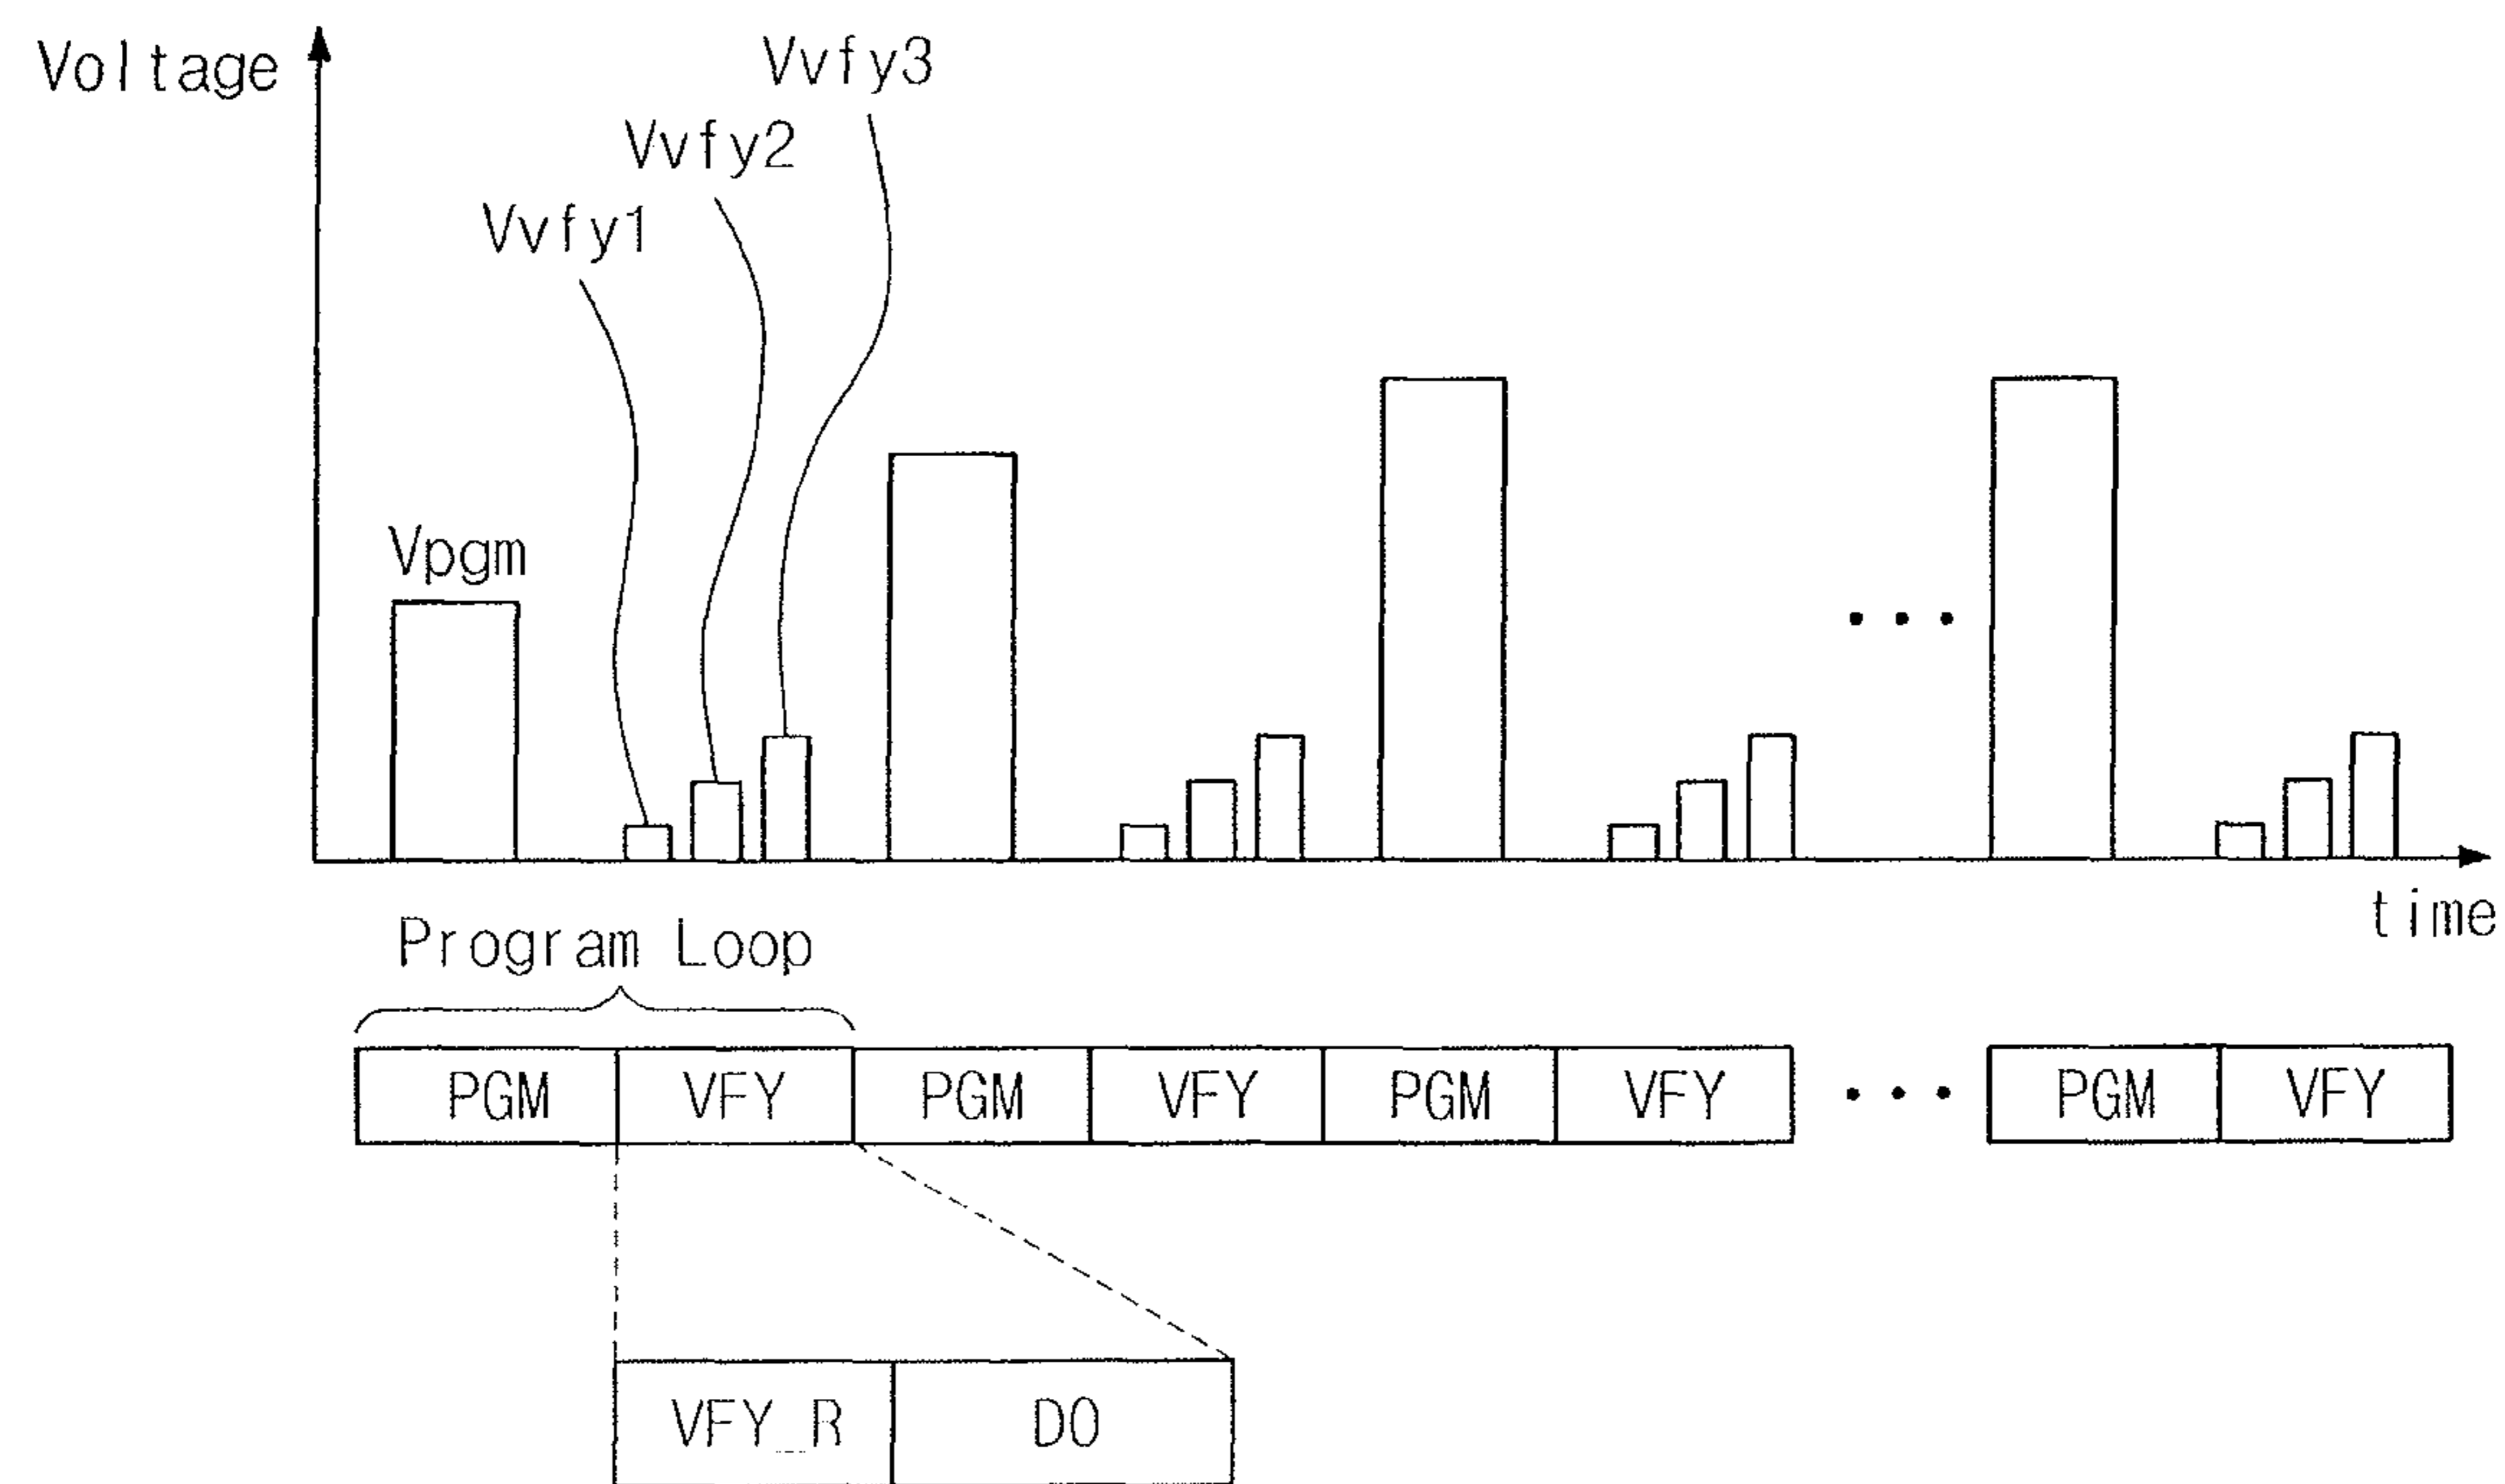 Voltage
Vvfy3
Vvfy2
Vvfy1
Vpgm
time
Program Loop
PGM VFY PGM VFY PGM VFY ••• PGM VFY
VFY_R DO